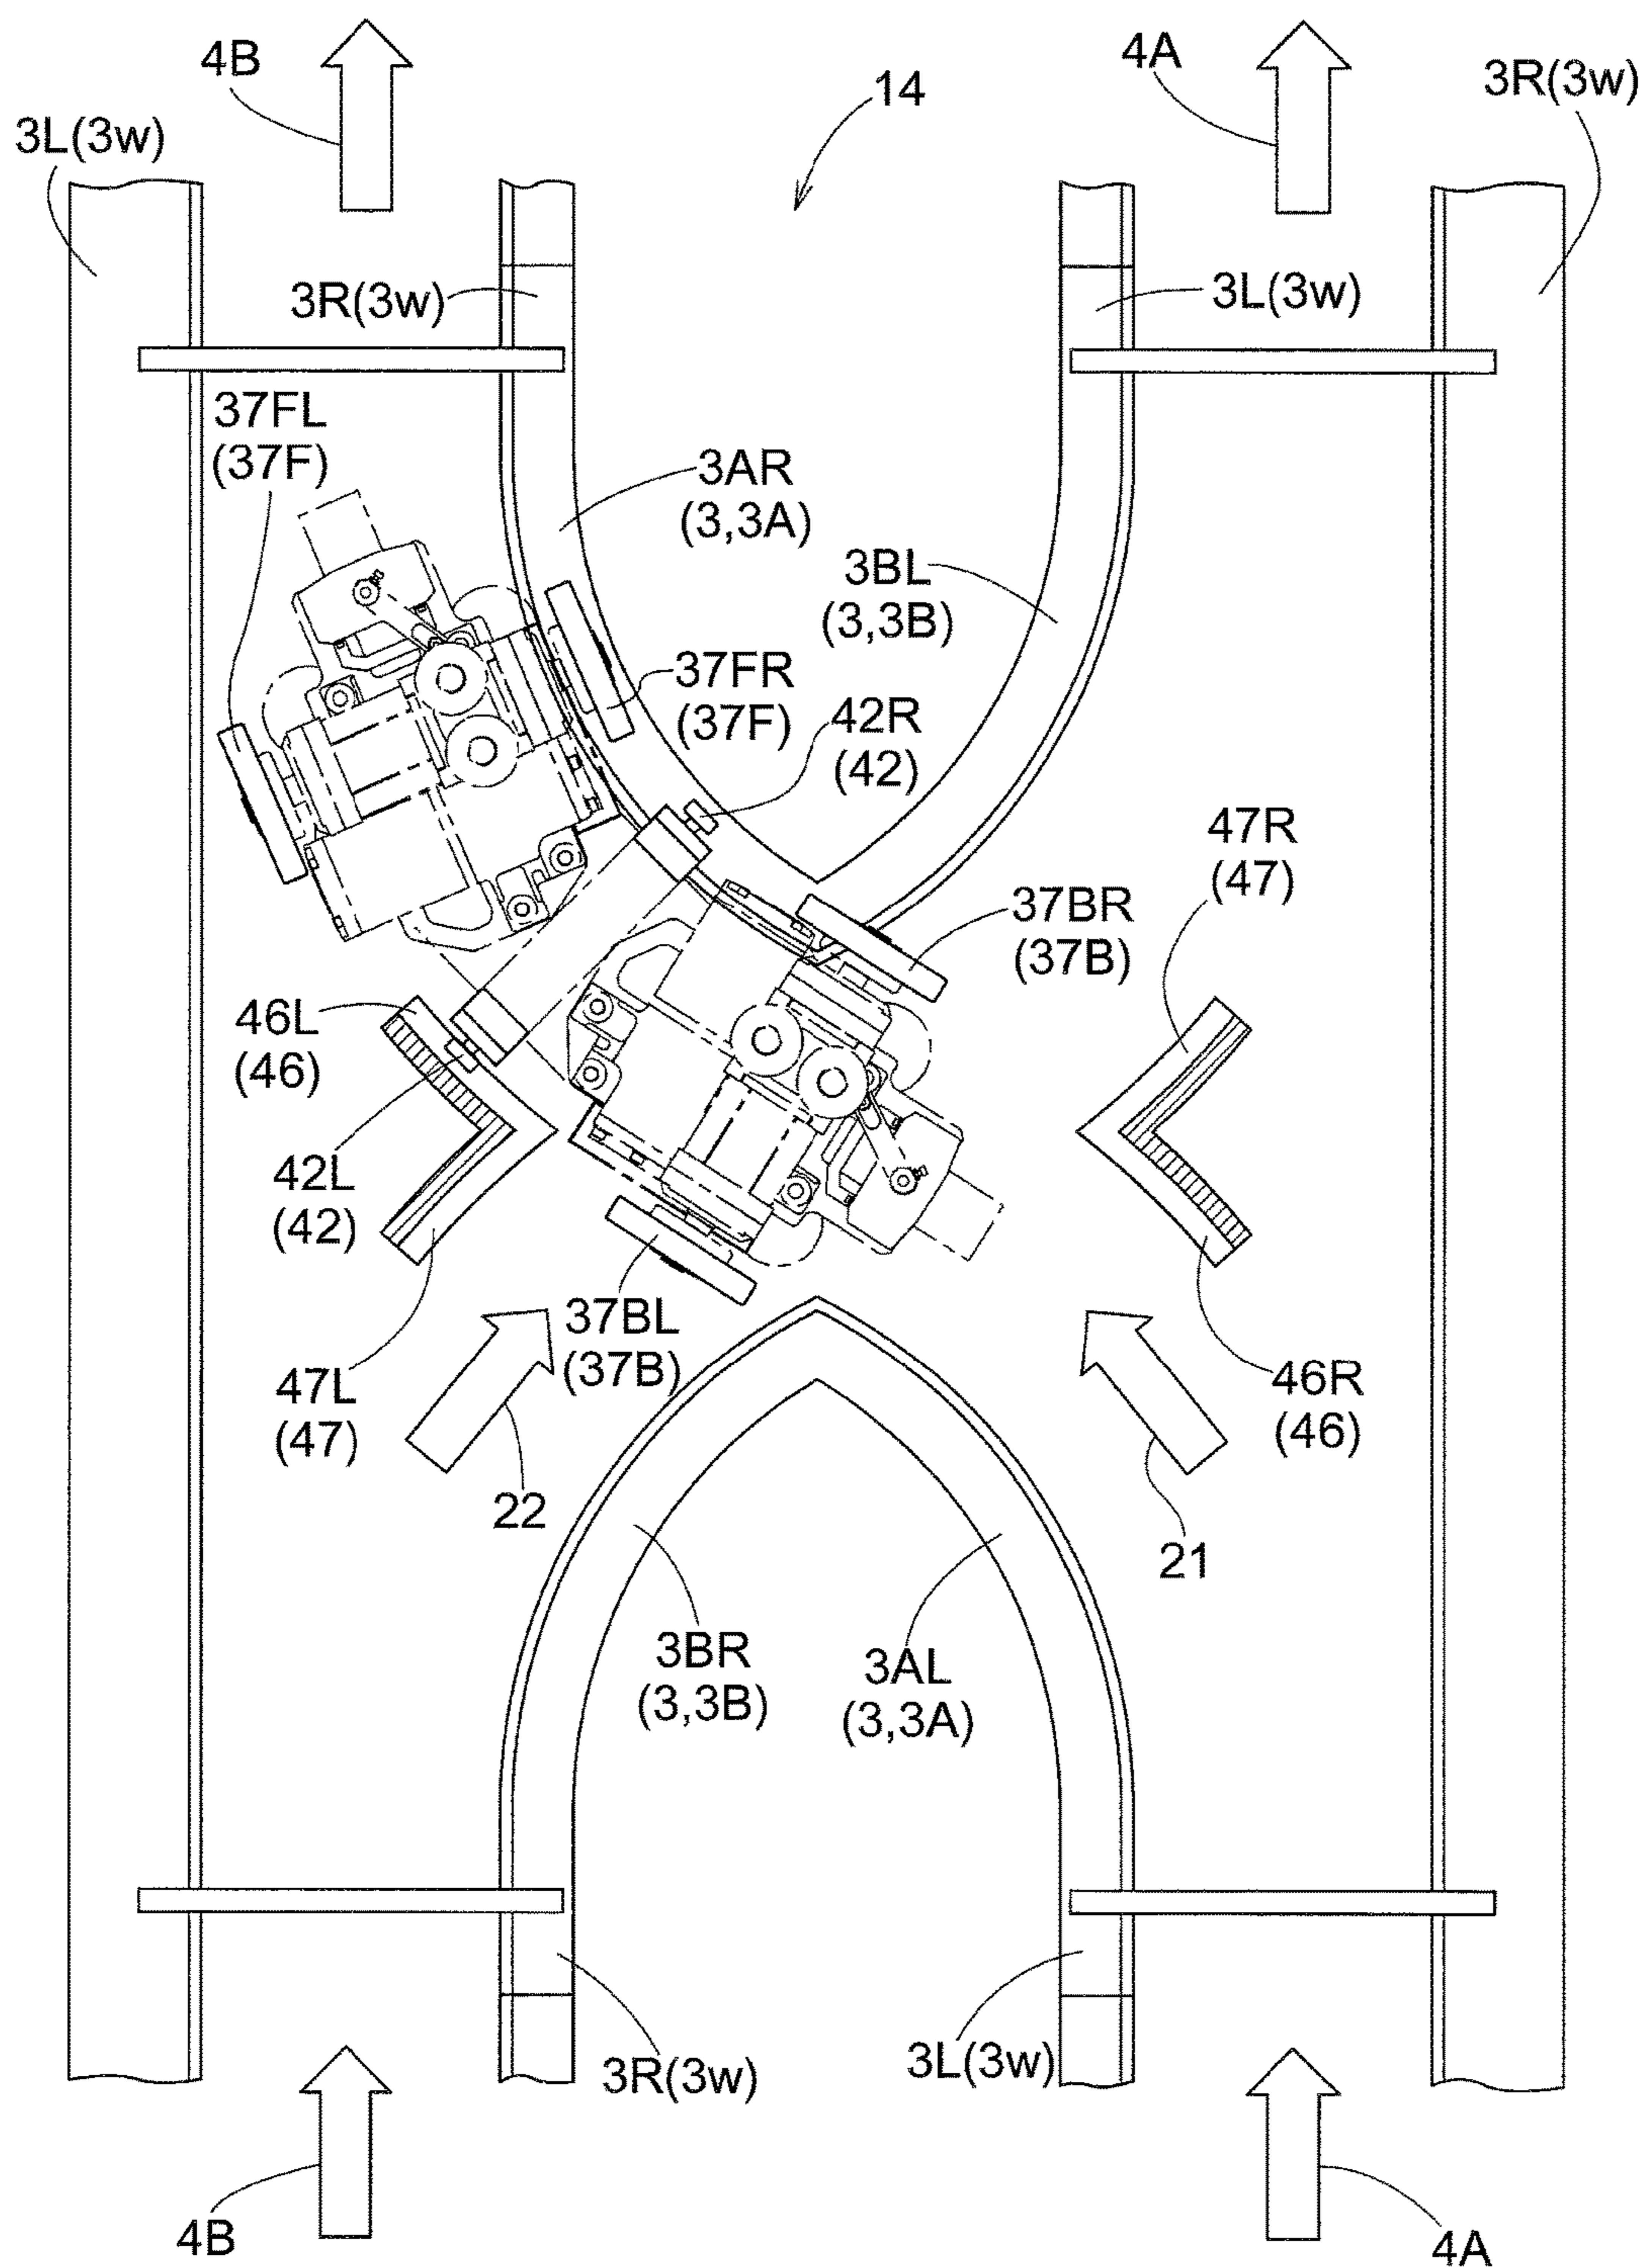 4B
4A
14
3R(3w)
3L(3w)
3R(3w)
3L(3w)
37FL
(37F)
3AR
(3,3A)
3BL
(3,3B)
37FR
(37F)
42R
(42)
47R
(47)
37BR
(37B)
46L
(46)
42L
(42)
37BL
(37B)
47L
(47)
46R
(46)
22
21
3BR
(3,3B)
3AL
(3,3A)
3R(3w)
3L(3w)
4B
4A